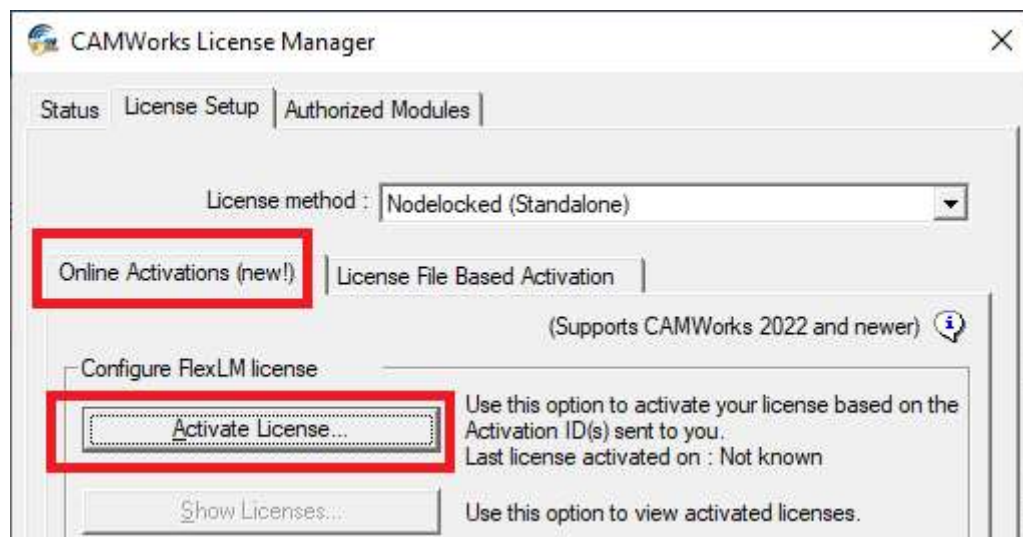 CAMWorks License Manager
Status License Setup Authorized Modules
License method : Nodelocked (Standalone)
Online Activations (new!) License File Based Activation
(Supports CAMWorks 2022 and newer)
Configure FlexLM license
Activate License...
Use this option to activate your license based on the
Activation ID(s) sent to you.
Last license activated on : Not known
Show Licenses...
Use this option to view activated licenses.